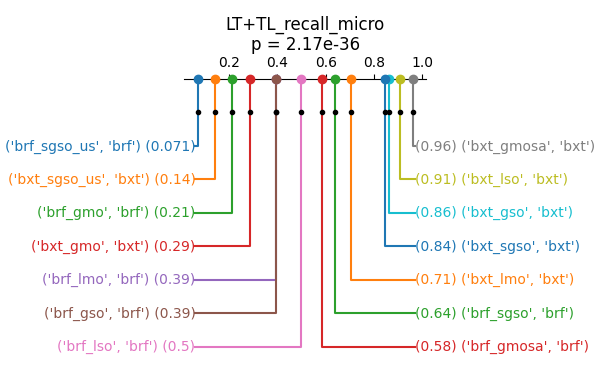 LT+TL_recall_micro
p = 2.17e-36
0.2 0.4 0.6 0.8 1.0
('brf_sgso_us', 'brf') (0.071) (0.96) ('bxt_gmosa', 'bxt')
('bxt_sgso_us', 'bxt') (0.14) (0.91) ('bxt_lso', 'bxt')
('brf_gmo', 'brf') (0.21) (0.86) ('bxt_gso', 'bxt')
('bxt_gmo', 'bxt') (0.29) (0.84) ('bxt_sgso', 'bxt')
('brf_lmo', 'brf') (0.39) (0.71) ('bxt_lmo', 'bxt')
('brf_gso', 'brf') (0.39) (0.64) ('brf_sgso', 'brf')
('brf_lso', 'brf') (0.5) (0.58) ('brf_gmosa', 'brf')